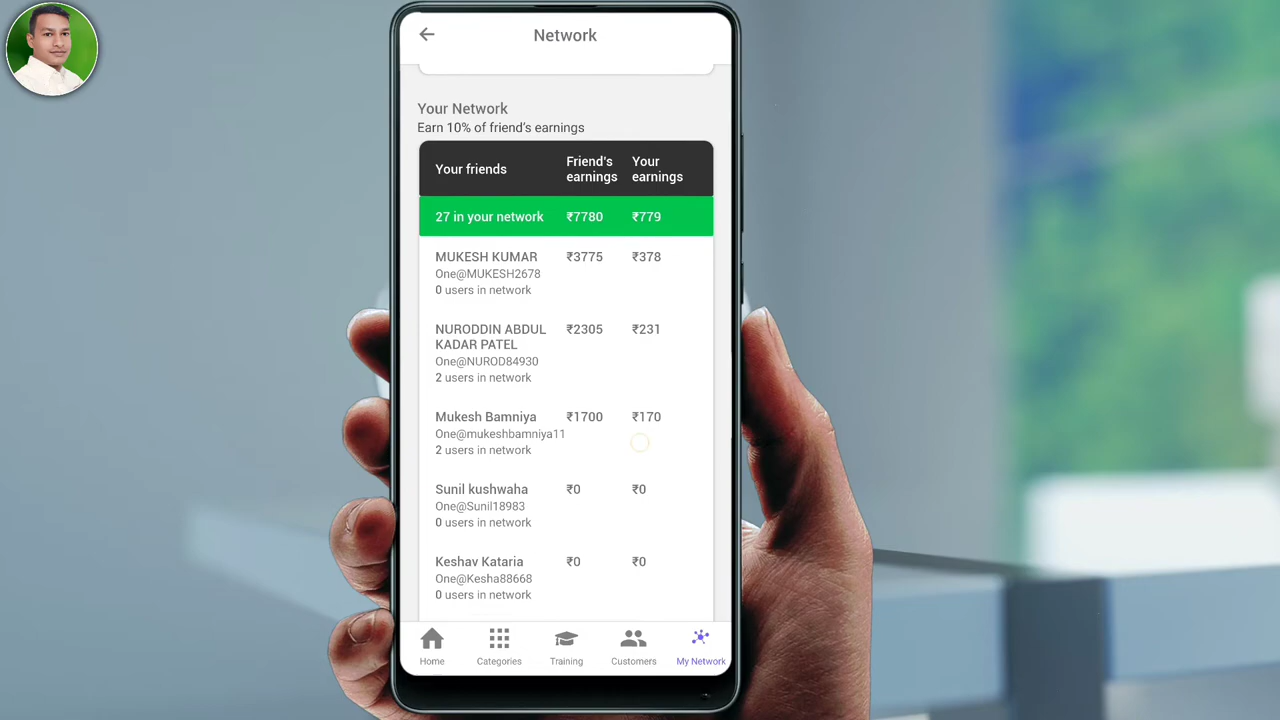 Network
Your Network
Earn 10% of friend's earnings
Your friends
Friend's earnings
Your earnings
27 in your network ₹7780 ₹779
MUKESH KUMAR ₹3775 ₹378
One@MUKESH2678
0 users in network
NURODDIN ABDUL ₹2305 ₹231
KADAR PATEL
One@NUROD84930
2 users in network
Mukesh Bamniya ₹1700 ₹170
One@mukeshbamniya11
2 users in network
Sunil kushwaha ₹0 ₹0
One@Sunil18983
0 users in network
Keshav Kataria ₹0 ₹0
One@Kesha88668
0 users in network
Home Categories Training Customers My Network